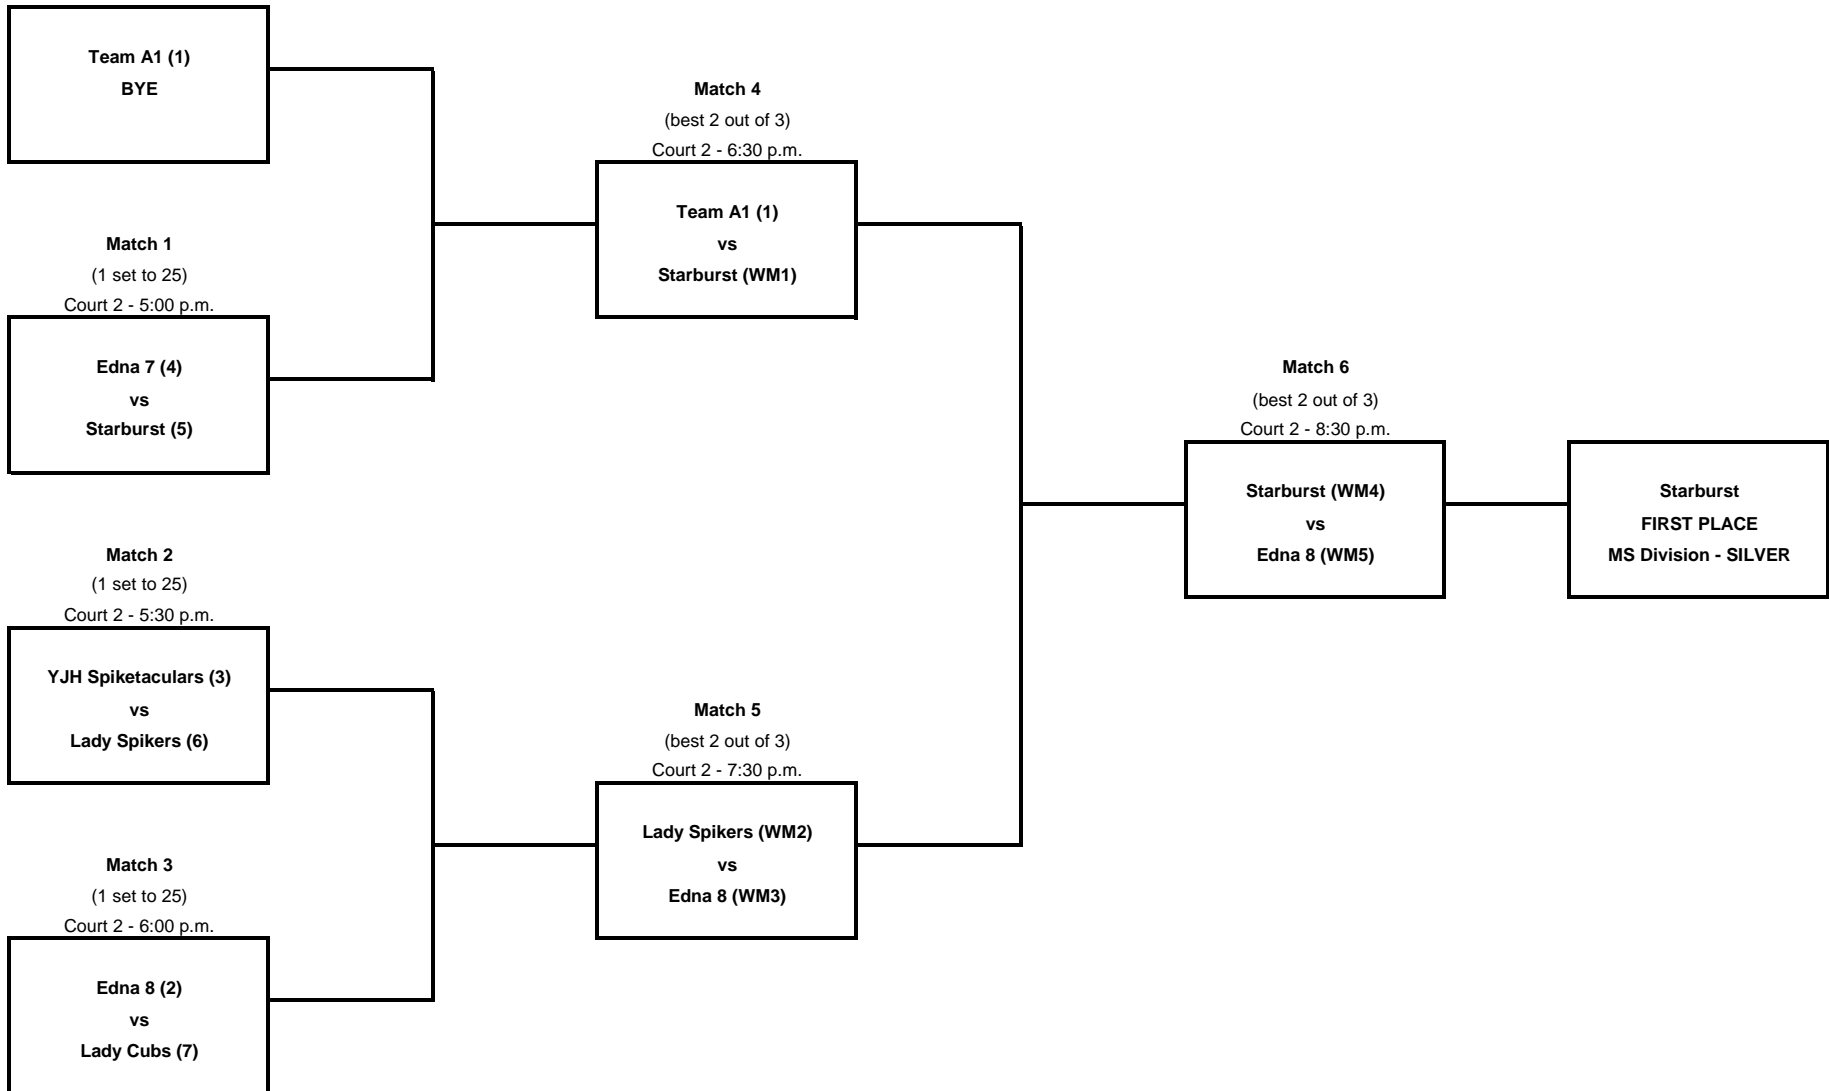 Team A1 (1)
BYE
Match 1
(1 set to 25)
Court 2 - 5:00 p.m.
Edna 7 (4)
vs
Starburst (5)
Match 2
(1 set to 25)
Court 2 - 5:30 p.m.
YJH Spiketaculars (3)
vs
Lady Spikers (6)
Match 3
(1 set to 25)
Court 2 - 6:00 p.m.
Edna 8 (2)
vs
Lady Cubs (7)
Match 4
(best 2 out of 3)
Court 2 - 6:30 p.m.
Team A1 (1)
vs
Starburst (WM1)
Match 5
(best 2 out of 3)
Court 2 - 7:30 p.m.
Lady Spikers (WM2)
vs
Edna 8 (WM3)
Match 6
(best 2 out of 3)
Court 2 - 8:30 p.m.
Starburst (WM4)
vs
Edna 8 (WM5)
Starburst
FIRST PLACE
MS Division - SILVER